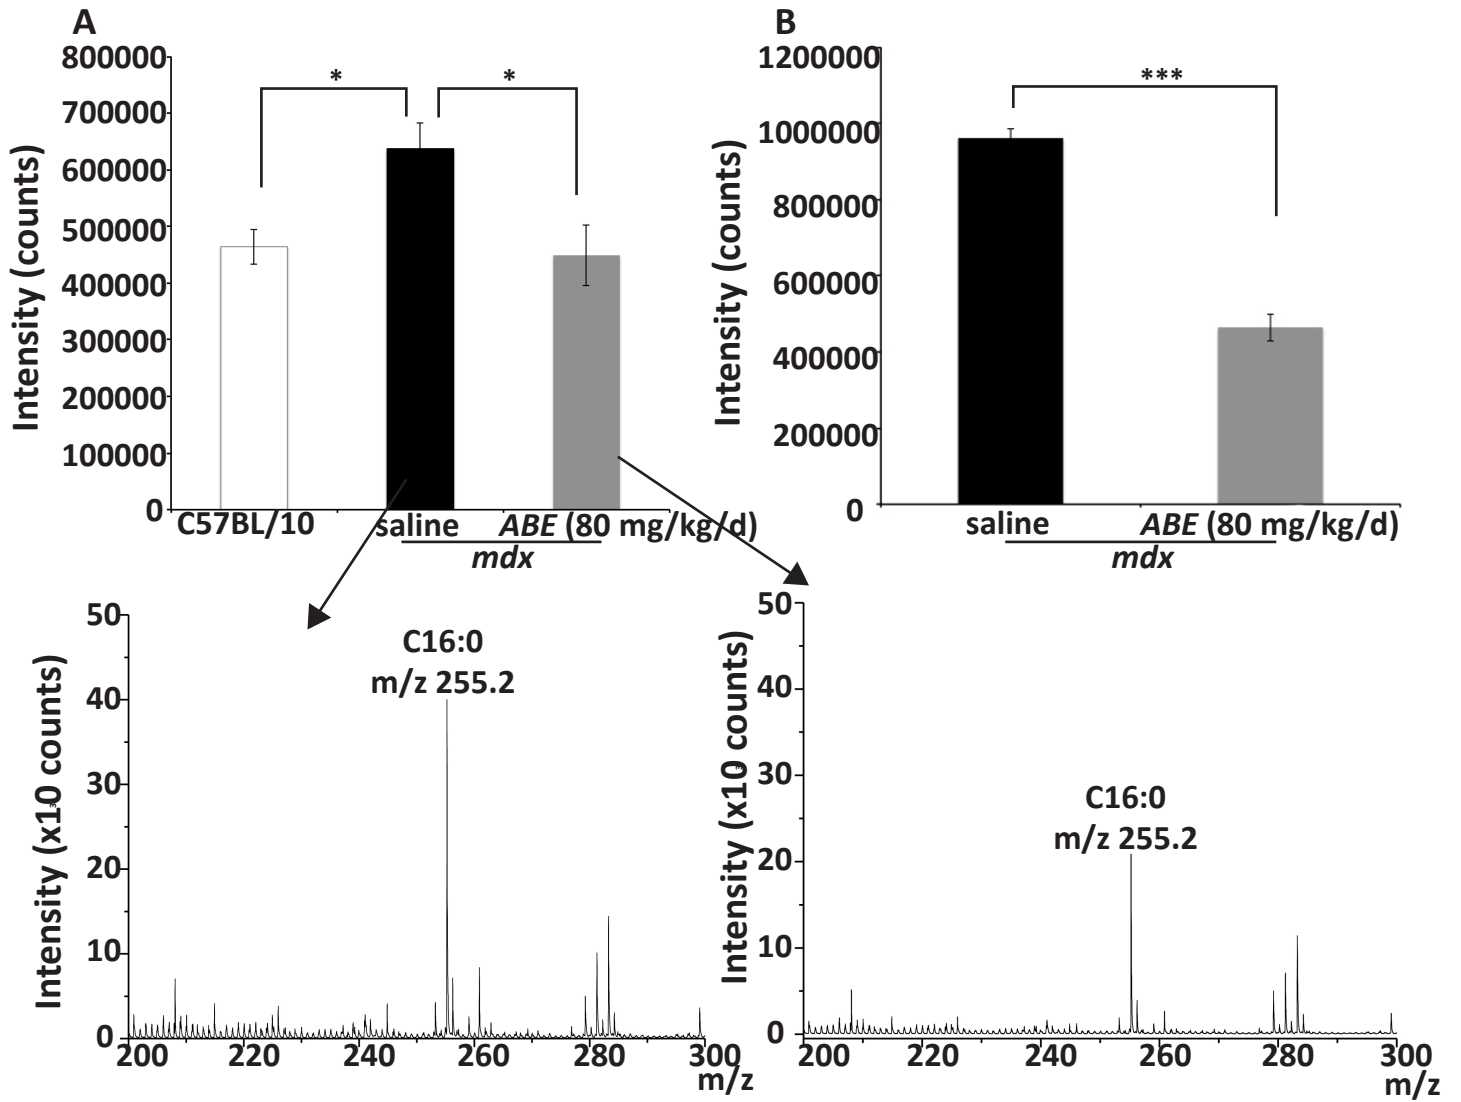 A
Intensity (counts)
800000
700000
600000
500000
400000
300000
200000
100000
0
*
*
C57BL/10
saline
ABE (80 mg/kg/d)
mdx
B
Intensity (counts)
1200000
1000000
800000
600000
400000
200000
0
***
saline
ABE (80 mg/kg/d)
mdx
Intensity (x10³ counts)
50
40
30
20
10
0
C16:0
m/z 255.2
200 220 240 260 280 300
m/z
Intensity (x10³ counts)
50
40
30
20
10
0
C16:0
m/z 255.2
200 220 240 260 280 300
m/z